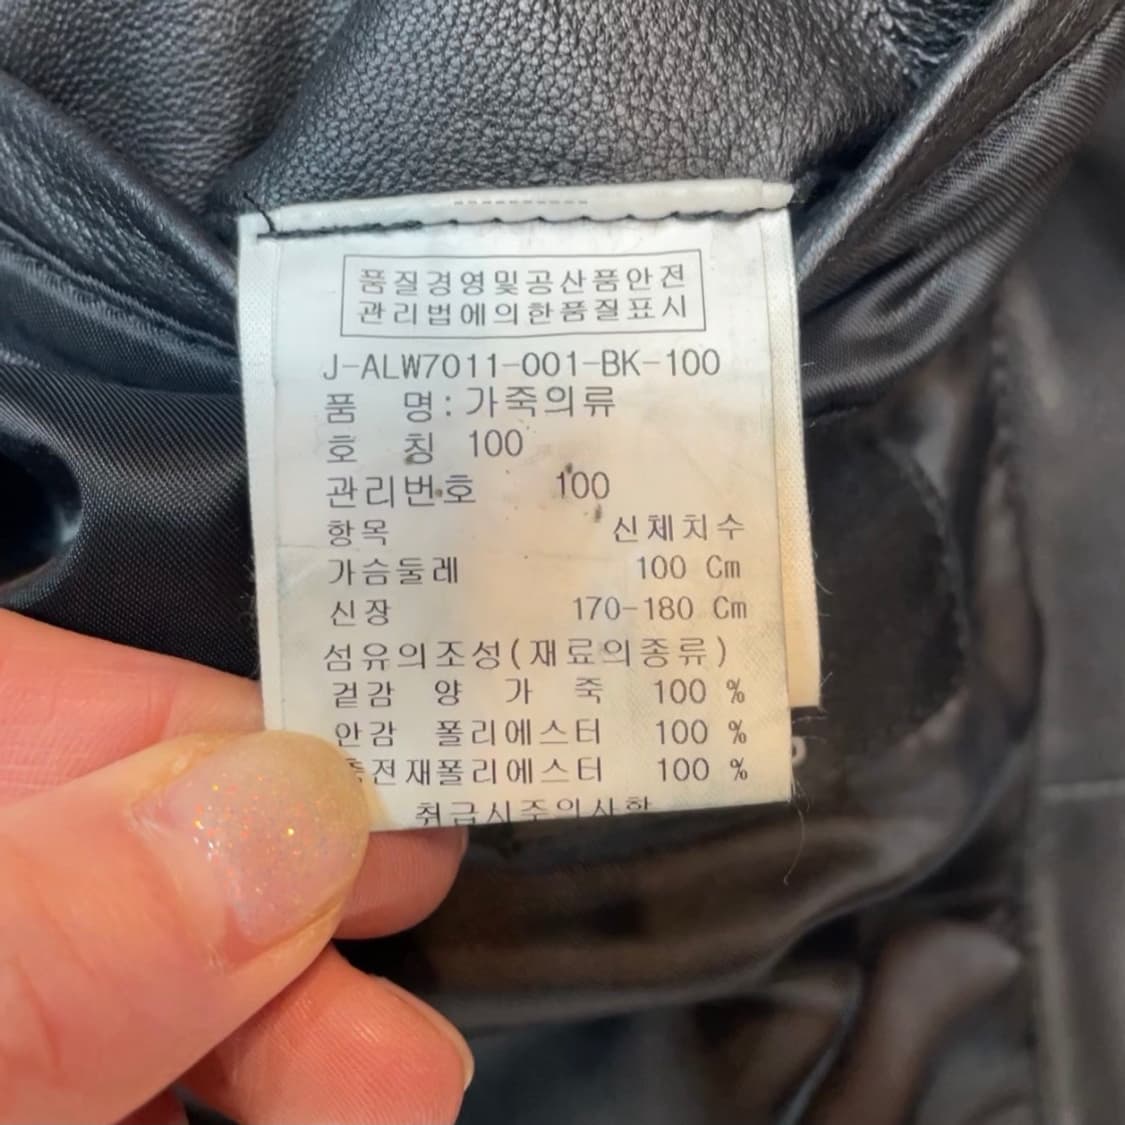 품질경영및공산품안전
관리법에의한품질표시
J-ALW7011-001-BK-100
품 명:가죽의류
호 칭 100
관리번호 100
항목 신체치수
가슴둘레 100 Cm
신장 170-180 Cm
섬유의조성(재료의종류)
겉감 양 가 죽 100 %
안감 폴리에스터 100 %
충전재폴리에스터 100 %
취급시주의사항